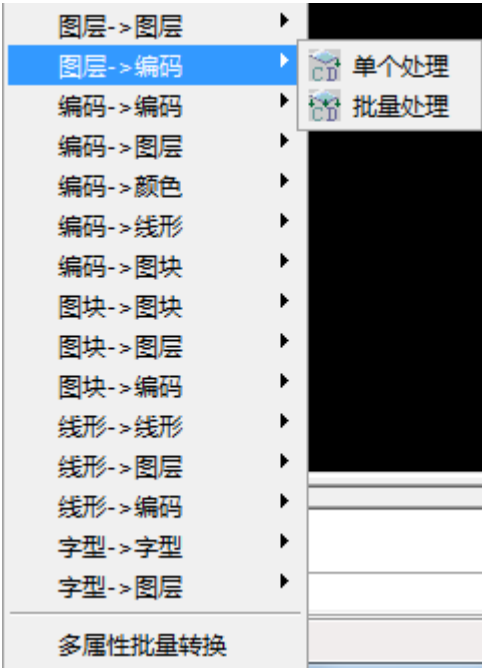 图层->图层
图层->编码
单个处理
编码->编码
批量处理
编码->图层
编码->颜色
编码->线形
编码->图块
图块->图块
图块->图层
图块->编码
线形->线形
线形->图层
线形->编码
字型->字型
字型->图层
多属性批量转换